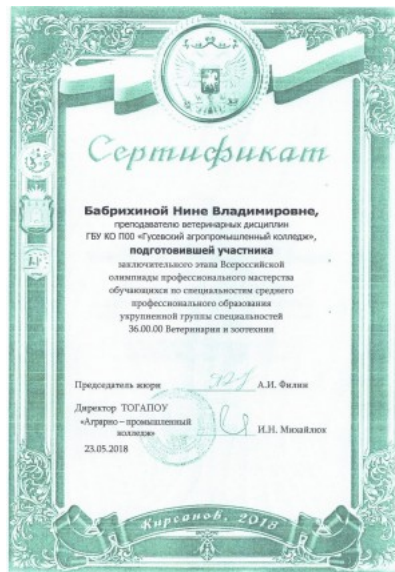 Сертификат
Бабрихиной Нине Владимировне,
преподавателю ветеринарных дисциплин
ГБУ КО ПОО «Гусевский агропромышленный колледж»,
подготовившей участника
заключительного этапа Всероссийской
олимпиады профессионального мастерства
обучающихся по специальностям среднего
профессионального образования
укрупненной группы специальностей
36.00.00 Ветеринария и зоотехния
Председатель жюри А.И. Филин
Директор ТОГАПОУ
«Аграрно – промышленный
колледж» И.Н. Михайлюк
23.05.2018
Кирсанов, 2018